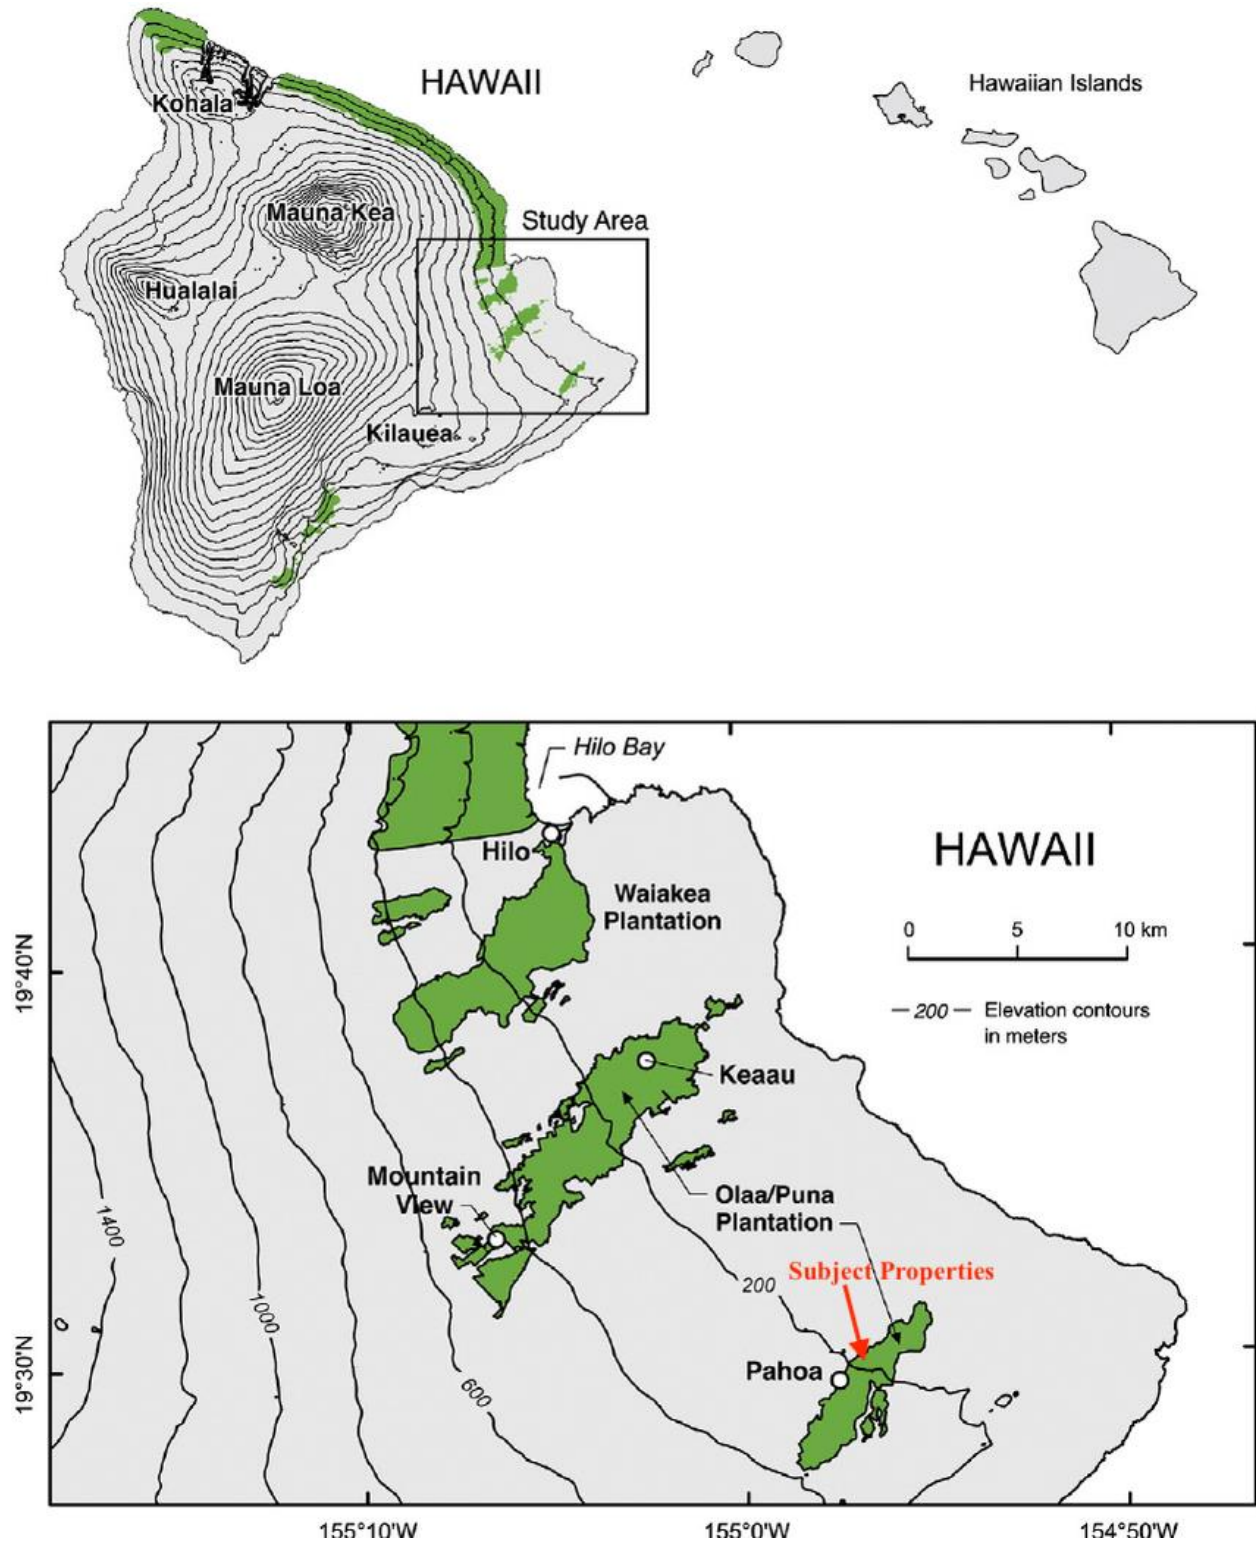 HAWAII
Hawaiian Islands
Kohala
Mauna Kea
Study Area
Hualalai
Mauna Loa
Kilauea
Hilo Bay
HAWAII
Hilo
Waiakea
Plantation
0 5 10 km
19°40'N
— 200 — Elevation contours
in meters
Keaau
Mountain
View
Olaa/Puna
Plantation
1400
Subject Properties
200
1000
Pahoa
19°30'N
600
155°10'W 155°0'W 154°50'W